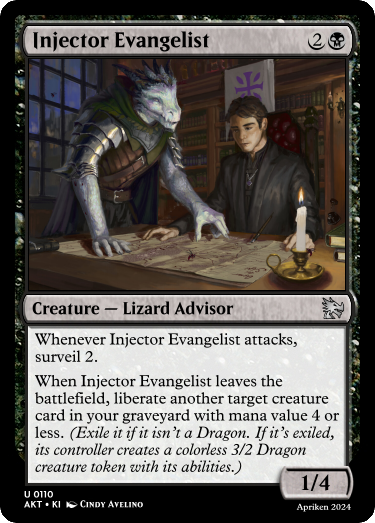 Injector Evangelist 2
Creature — Lizard Advisor
Whenever Injector Evangelist attacks,
surveil 2.
When Injector Evangelist leaves the
battlefield, liberate another target creature
card in your graveyard with mana value 4 or
less. (Exile it if it isn't a Dragon. If it's exiled,
its controller creates a colorless 3/2 Dragon
creature token with its abilities.)
1/4
U 0110
AKT • KI Cindy Avelino
Apriken 2024